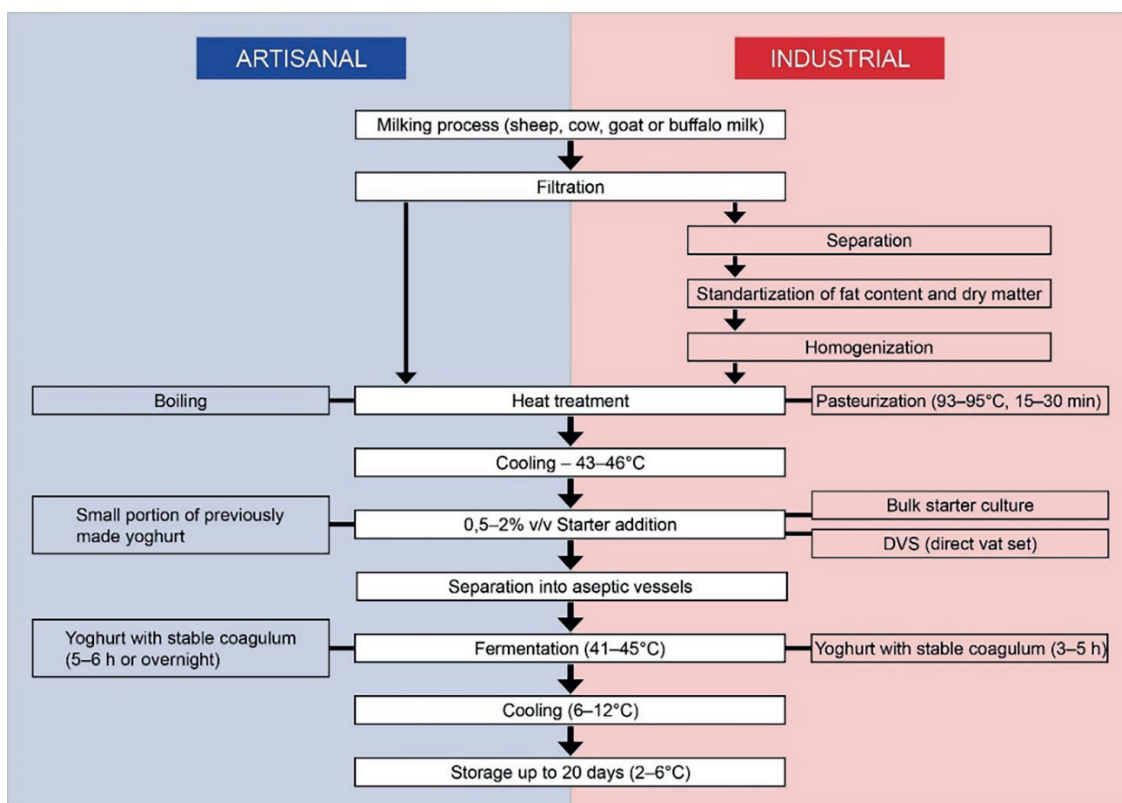 ARTISANAL
INDUSTRIAL
Milking process (sheep, cow, goat or buffalo milk)
Filtration
Separation
Standartization of fat content and dry matter
Homogenization
Boiling
Heat treatment
Pasteurization (93–95°C, 15–30 min)
Cooling – 43–46°C
Small portion of previously
made yoghurt
0,5–2% v/v Starter addition
Bulk starter culture
DVS (direct vat set)
Separation into aseptic vessels
Yoghurt with stable coagulum
(5–6 h or overnight)
Fermentation (41–45°C)
Yoghurt with stable coagulum (3–5 h)
Cooling (6–12°C)
Storage up to 20 days (2–6°C)